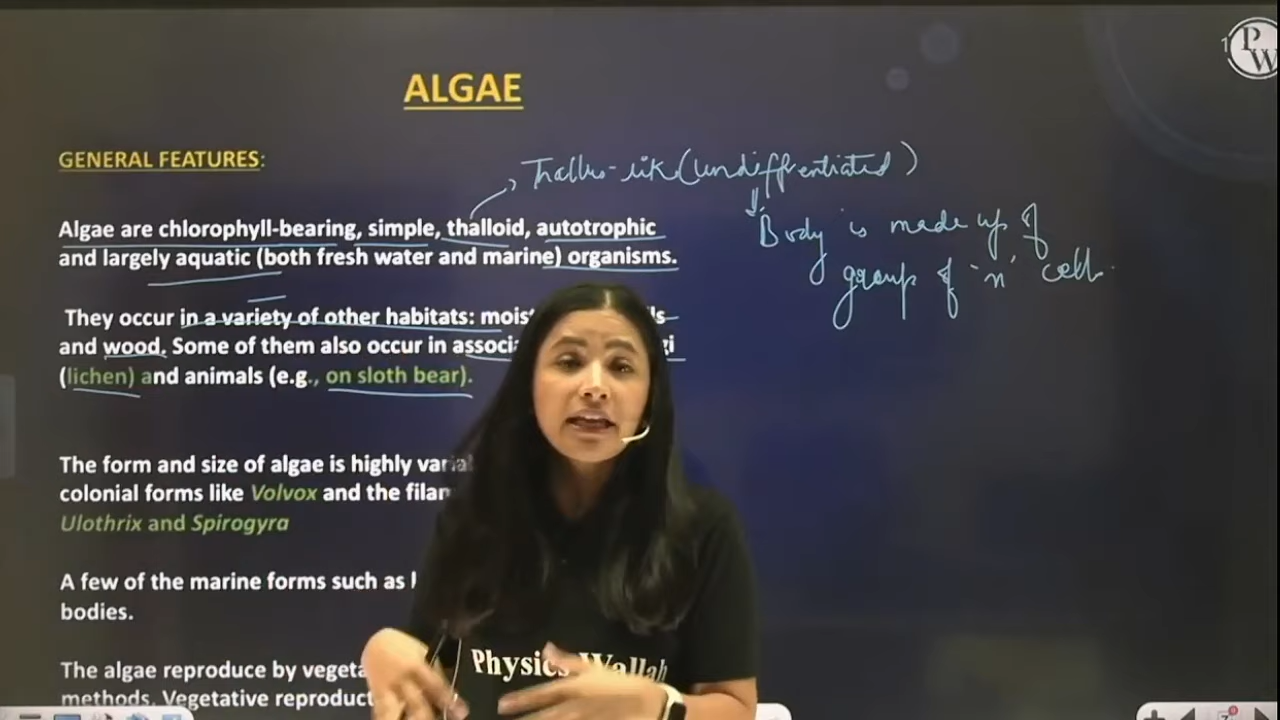 PW
ALGAE
GENERAL FEATURES:
Thallus-like (undifferentiated)
Algae are chlorophyll-bearing, simple, thalloid, autotrophic
and largely aquatic (both fresh water and marine) organisms.
Body is made up of
group of 'n' cells.
They occur in a variety of other habitats: moist
and wood. Some of them also occur in associ
(lichen) and animals (e.g., on sloth bear).
The form and size of algae is highly varia
colonial forms like Volvox and the filam
Ulothrix and Spirogyra
A few of the marine forms such as
bodies.
The algae reproduce by vegeta
methods. Vegetative reproduct
Physics Wallah